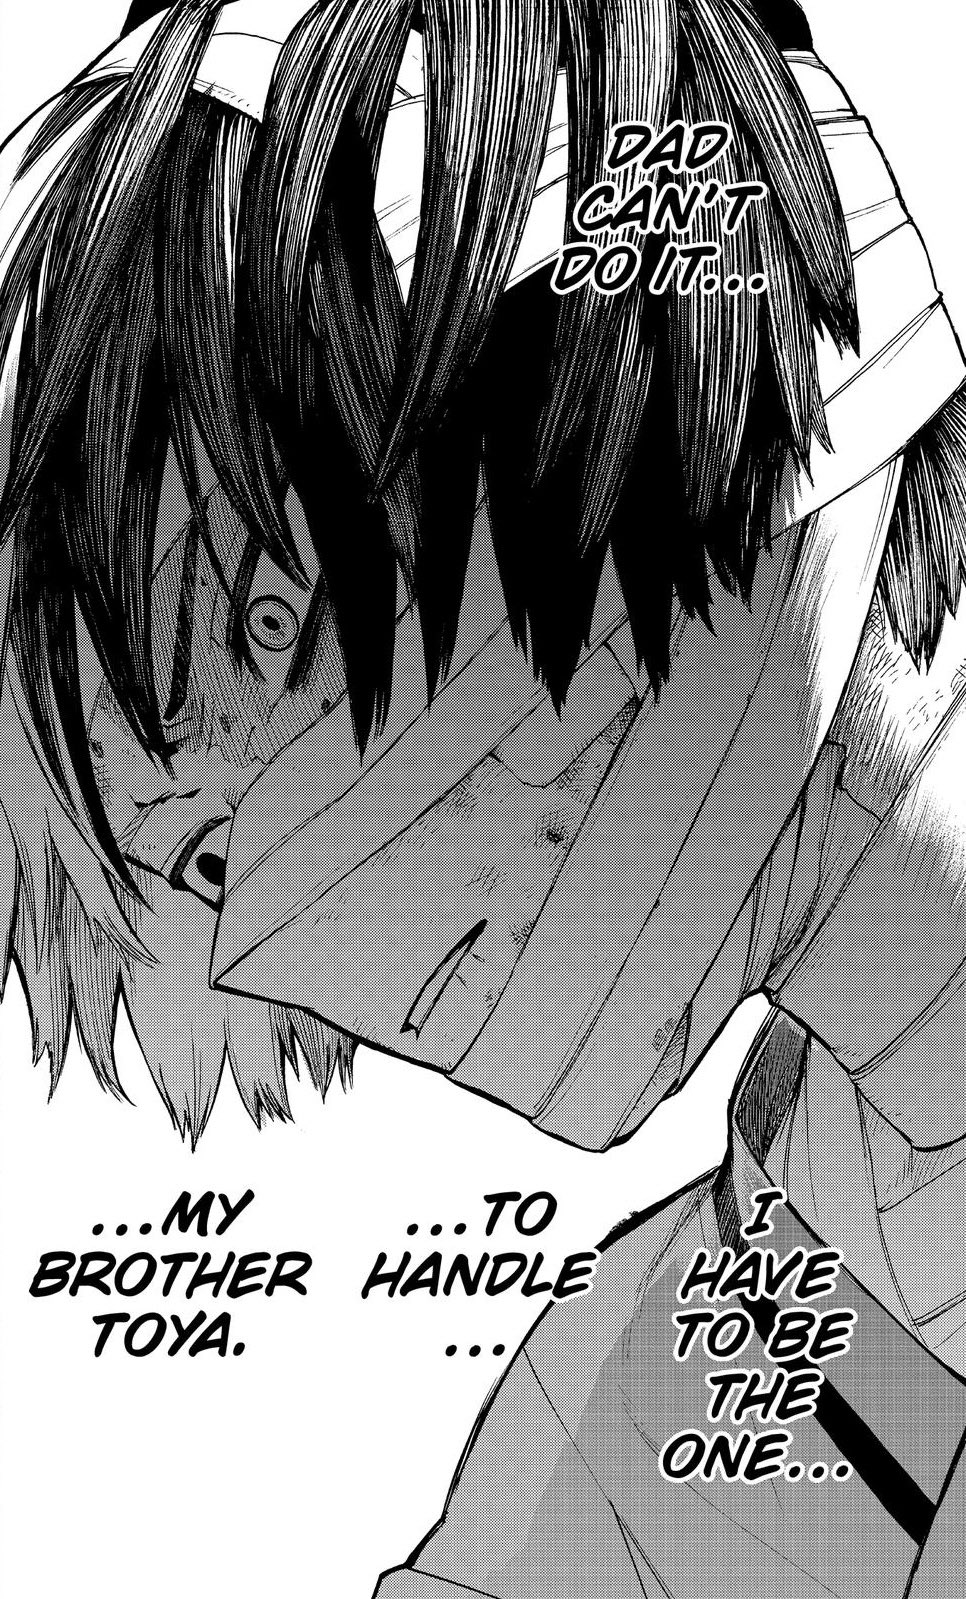 DAD
CAN'T
DO IT...
I
HAVE
TO BE
THE
ONE...
...TO
HANDLE
...
...MY
BROTHER
TOYA.